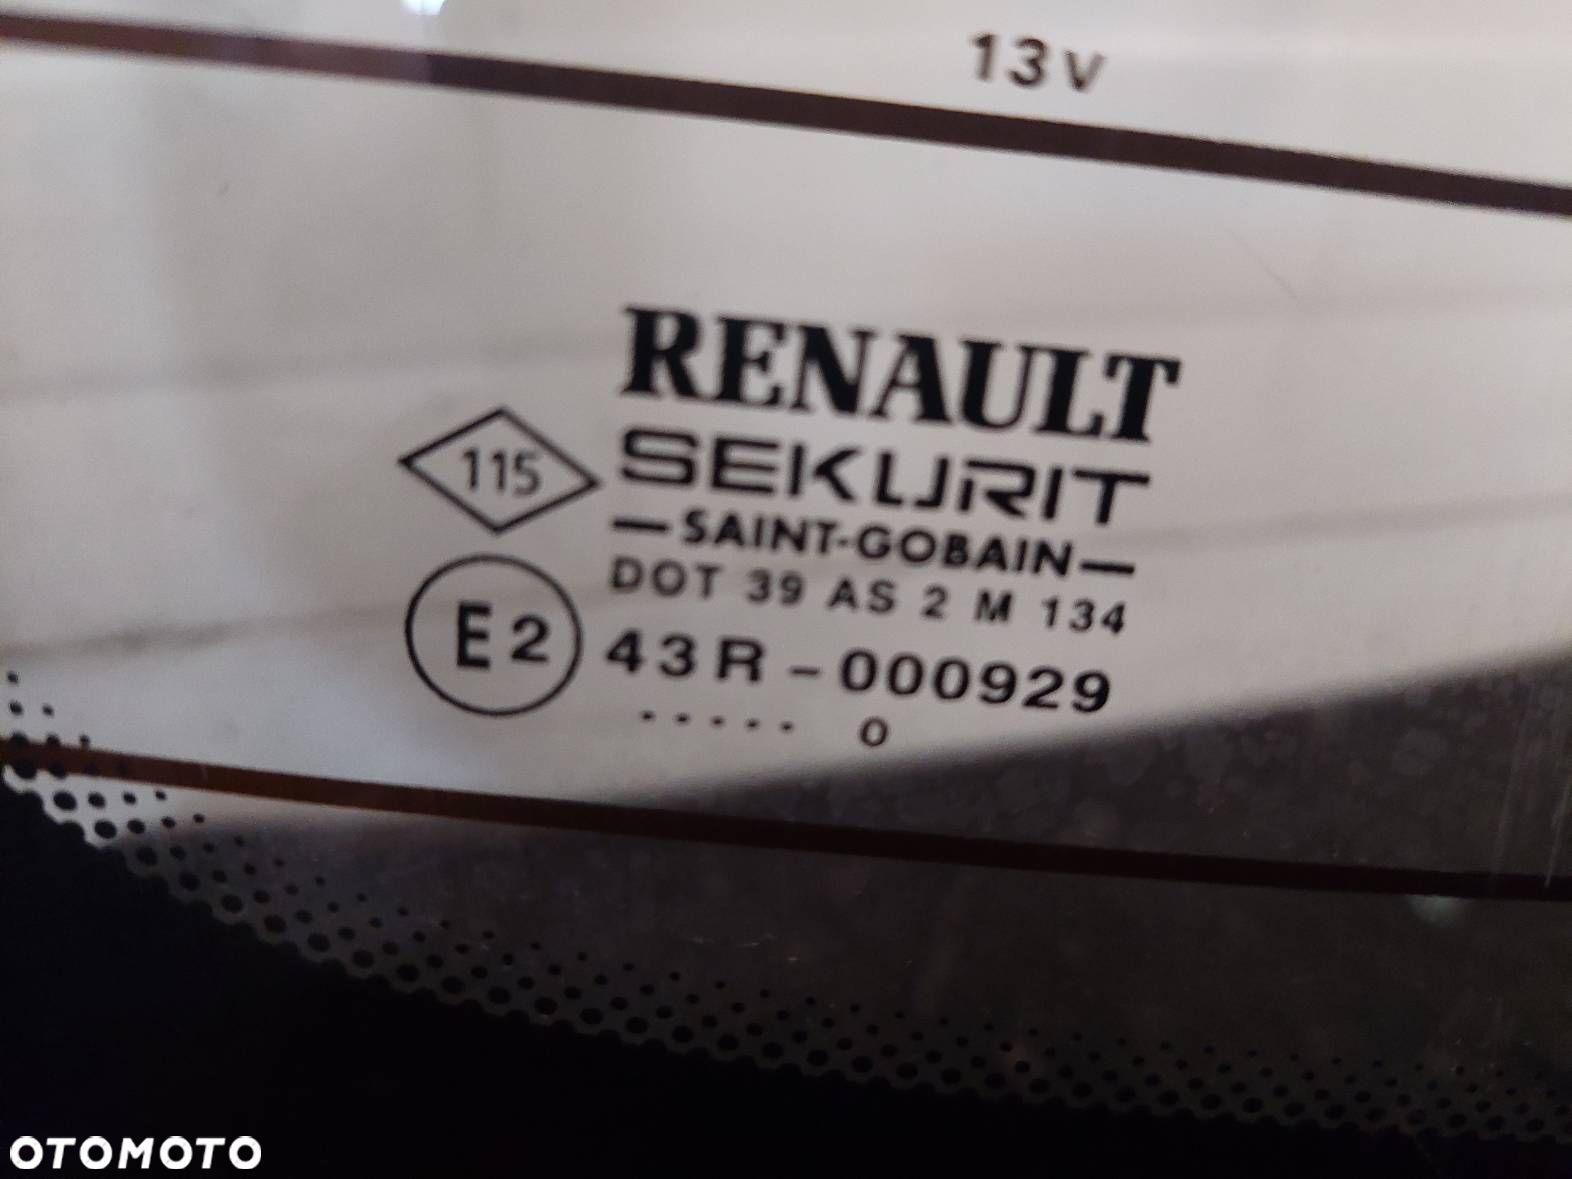 13V
RENAULT
115
SEKURIT
—SAINT-GOBAIN—
DOT 39 AS 2 M 134
E2
43R-000929
..... 0
OTOMOTO